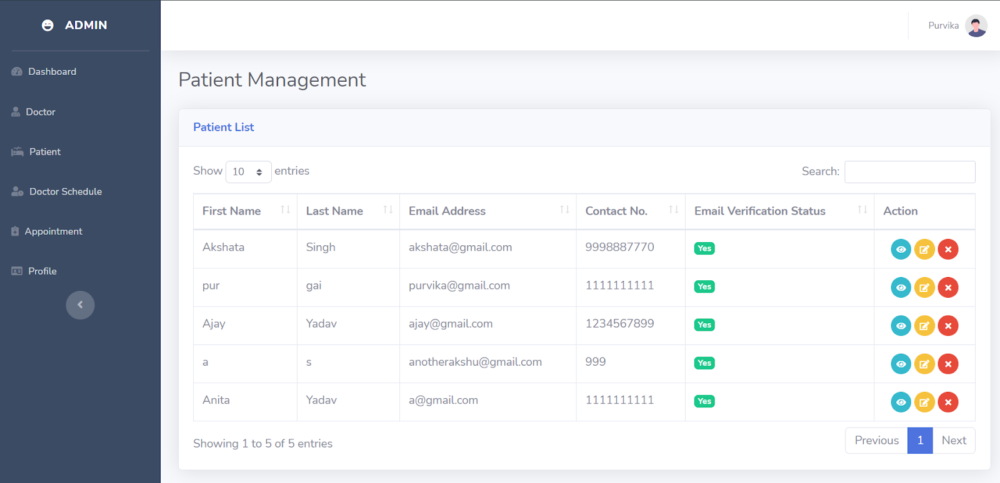 ADMIN
Purvika
Dashboard
Doctor
Patient
Doctor Schedule
Appointment
Profile
Patient Management
Patient List
Show 10 entries
Search:
First Name Last Name Email Address Contact No. Email Verification Status Action
Akshata Singh akshata@gmail.com 9998887770 Yes
pur gai purvika@gmail.com 1111111111 Yes
Ajay Yadav ajay@gmail.com 1234567899 Yes
a s anotherakshu@gmail.com 999 Yes
Anita Yadav a@gmail.com 1111111111 Yes
Showing 1 to 5 of 5 entries
Previous 1 Next